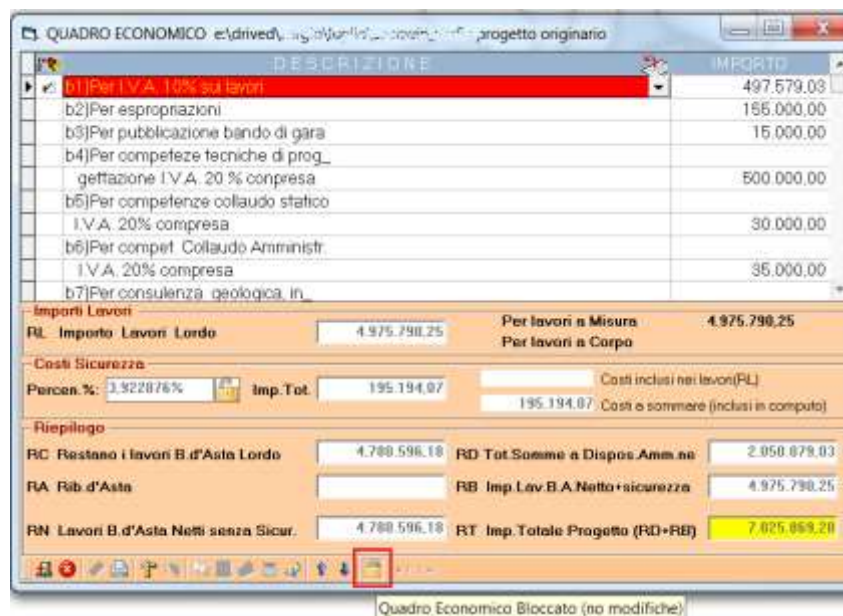 QUADRO ECONOMICO e:\drived\ progetto originario
DESCRIZIONE IMPORTO
b1)Per I.V.A. 10% sui lavori 497.579,03
b2)Per espropriazioni 155.000,00
b3)Per pubblicazione bando di gara 15.000,00
b4)Per competeze tecniche di prog_
gettazione I.V.A. 20 % conpresa 500.000,00
b5)Per competenze collaudo statico
I.V.A. 20% compresa 30.000,00
b6)Per compet. Collaudo Amministr.
I.V.A. 20% compresa 35.000,00
b7)Per consulenza geologica, in_
Importi Lavori
RL Importo Lavori Lordo 4.975.790,25 Per lavori a Misura 4.975.790,25
Per lavori a Corpo
Costi Sicurezza
Percen.%: 3,922876% Imp.Tot. 195.194,07 Costi inclusi nei lavori(RL)
195.194,07 Costi a sommare (inclusi in computo)
Riepilogo
RC Restano i lavori B.d'Asta Lordo 4.780.596,18 RD Tot.Somme a Dispos.Amm.ne 2.050.079,03
RA Rib.d'Asta RB Imp.Lav.B.A.Netto+sicurezza 4.975.790,25
RN Lavori B.d'Asta Netti senza Sicur. 4.780.596,18 RT Imp.Totale Progetto (RD+RB) 7.025.869,28
Quadro Economico Bloccato (no modifiche)